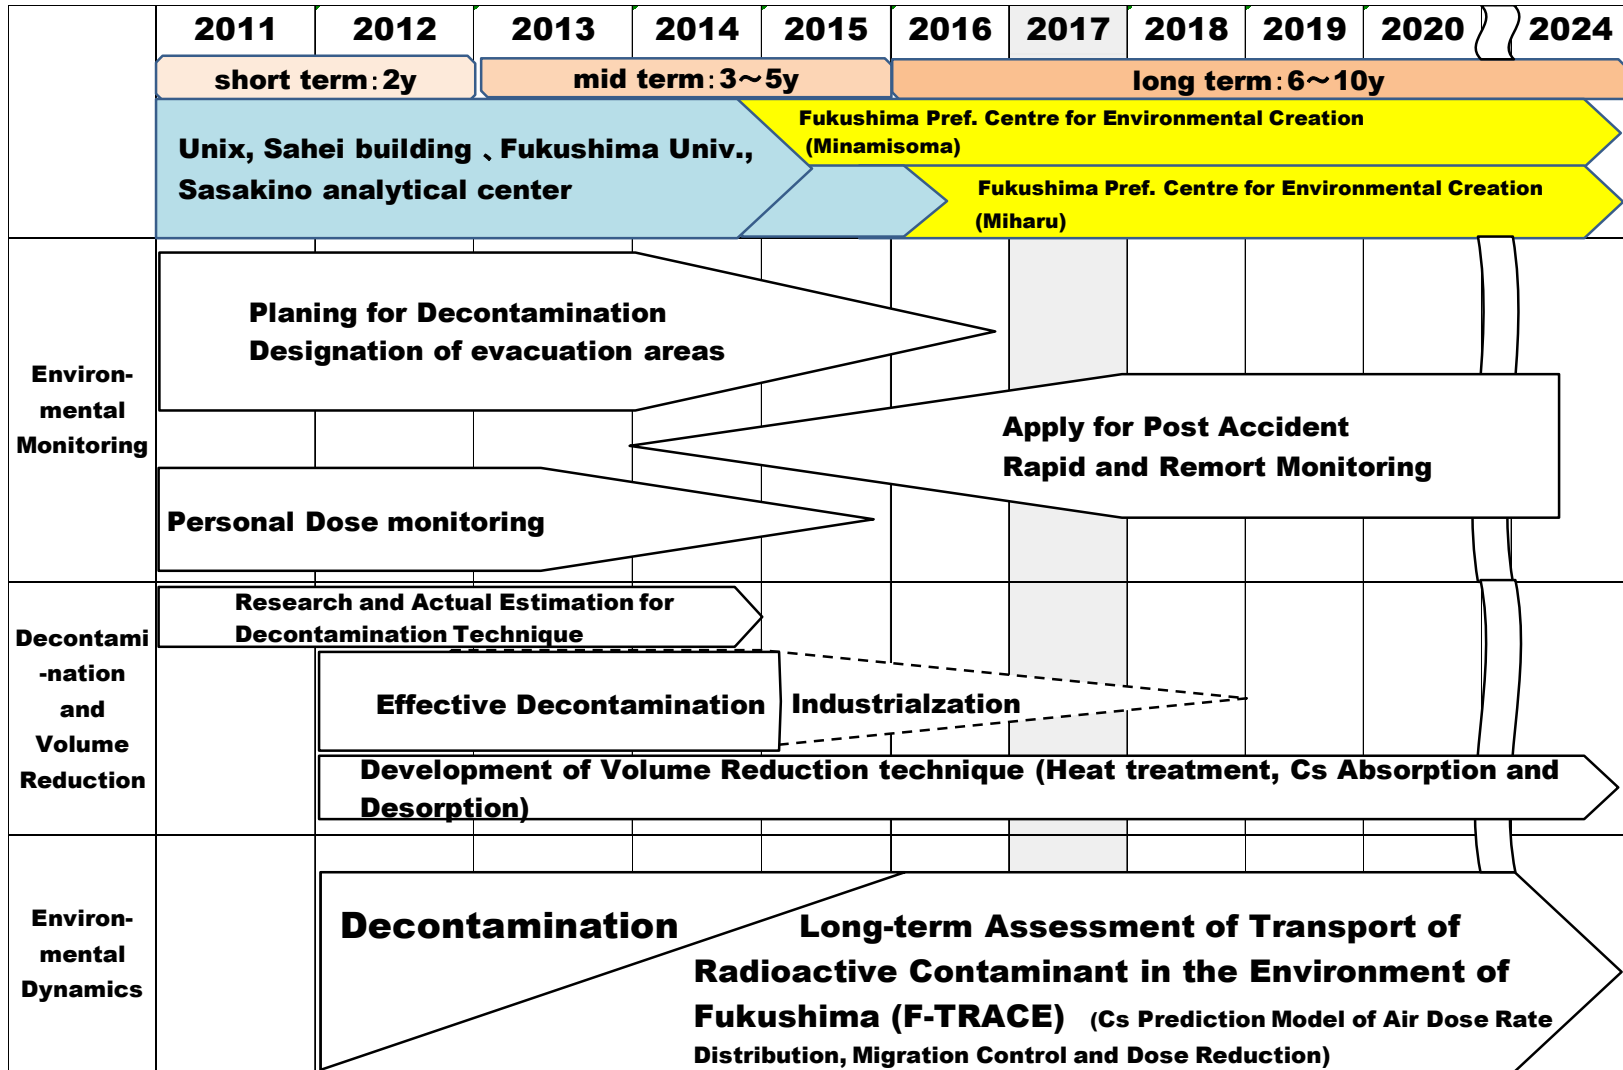 2011 2012 2013 2014 2015 2016 2017 2018 2019 2020 2024
short term：2y
mid term：3～5y
long term：6～10y
Unix, Sahei building 、Fukushima Univ.,
Sasakino analytical center
Fukushima Pref. Centre for Environmental Creation
(Minamisoma)
Fukushima Pref. Centre for Environmental Creation
(Miharu)
Environ-
mental
Monitoring
Planing for Decontamination
Designation of evacuation areas
Apply for Post Accident
Rapid and Remort Monitoring
Personal Dose monitoring
Decontami
-nation
and
Volume
Reduction
Research and Actual Estimation for
Decontamination Technique
Effective Decontamination
Industrialzation
Development of Volume Reduction technique (Heat treatment, Cs Absorption and
Desorption)
Environ-
mental
Dynamics
Decontamination
Long-term Assessment of Transport of
Radioactive Contaminant in the Environment of
Fukushima (F-TRACE) (Cs Prediction Model of Air Dose Rate
Distribution, Migration Control and Dose Reduction)